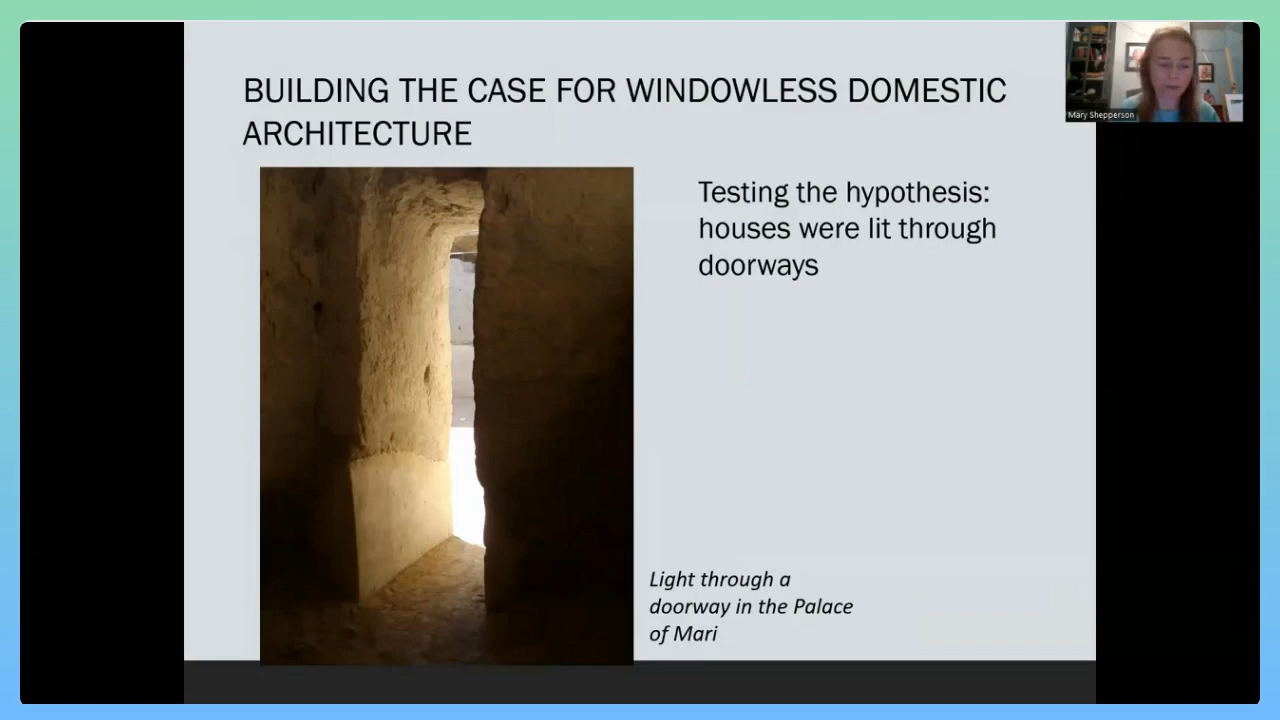 BUILDING THE CASE FOR WINDOWLESS DOMESTIC
ARCHITECTURE
Mary Shepperson
Testing the hypothesis:
houses were lit through
doorways
Light through a
doorway in the Palace
of Mari